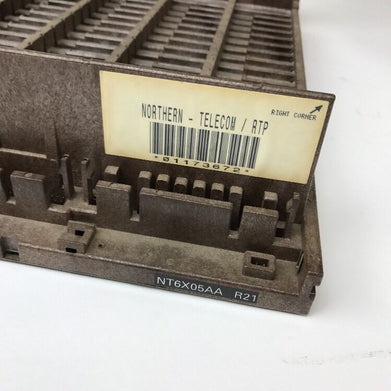 RIGHT CORNER
NORTHERN - TELECOM / RTP
*01173672*
NT6X05AA R21